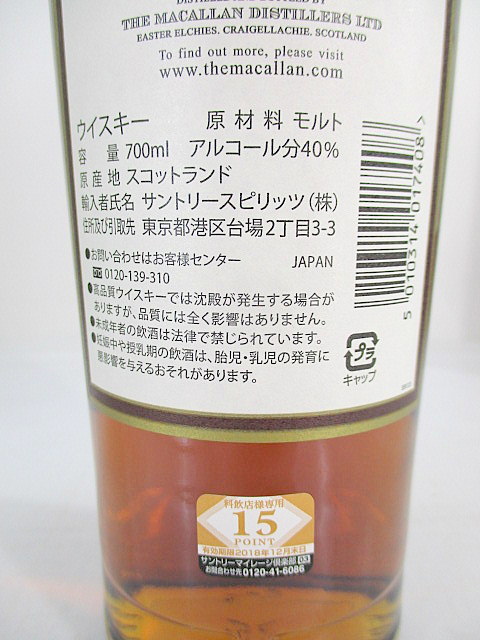 THE MACALLAN DISTILLERS LTD
EASTER ELCHIES, CRAIGELLACHIE, SCOTLAND
To find out more, please visit
www.themacallan.com
ウイスキー 原材料 モルト
容量 700ml アルコール分40%
原産地 スコットランド
輸入者氏名 サントリースピリッツ(株)
住所及び引取先 東京都港区台場2丁目3-3
●お問い合わせはお客様センター JAPAN
0120-139-310
●高品質ウイスキーでは沈殿が発生する場合が
ありますが、品質には全く影響はありません。
●未成年者の飲酒は法律で禁じられています。
●妊娠中や授乳期の飲酒は、胎児・乳児の発育に
悪影響を与えるおそれがあります。
5 010314 017408 >
プラ
キャップ
料飲店様専用
15
POINT
有効期限2018年12月末日
サントリーマイレージ倶楽部
お問合わせ先0120-41-6086